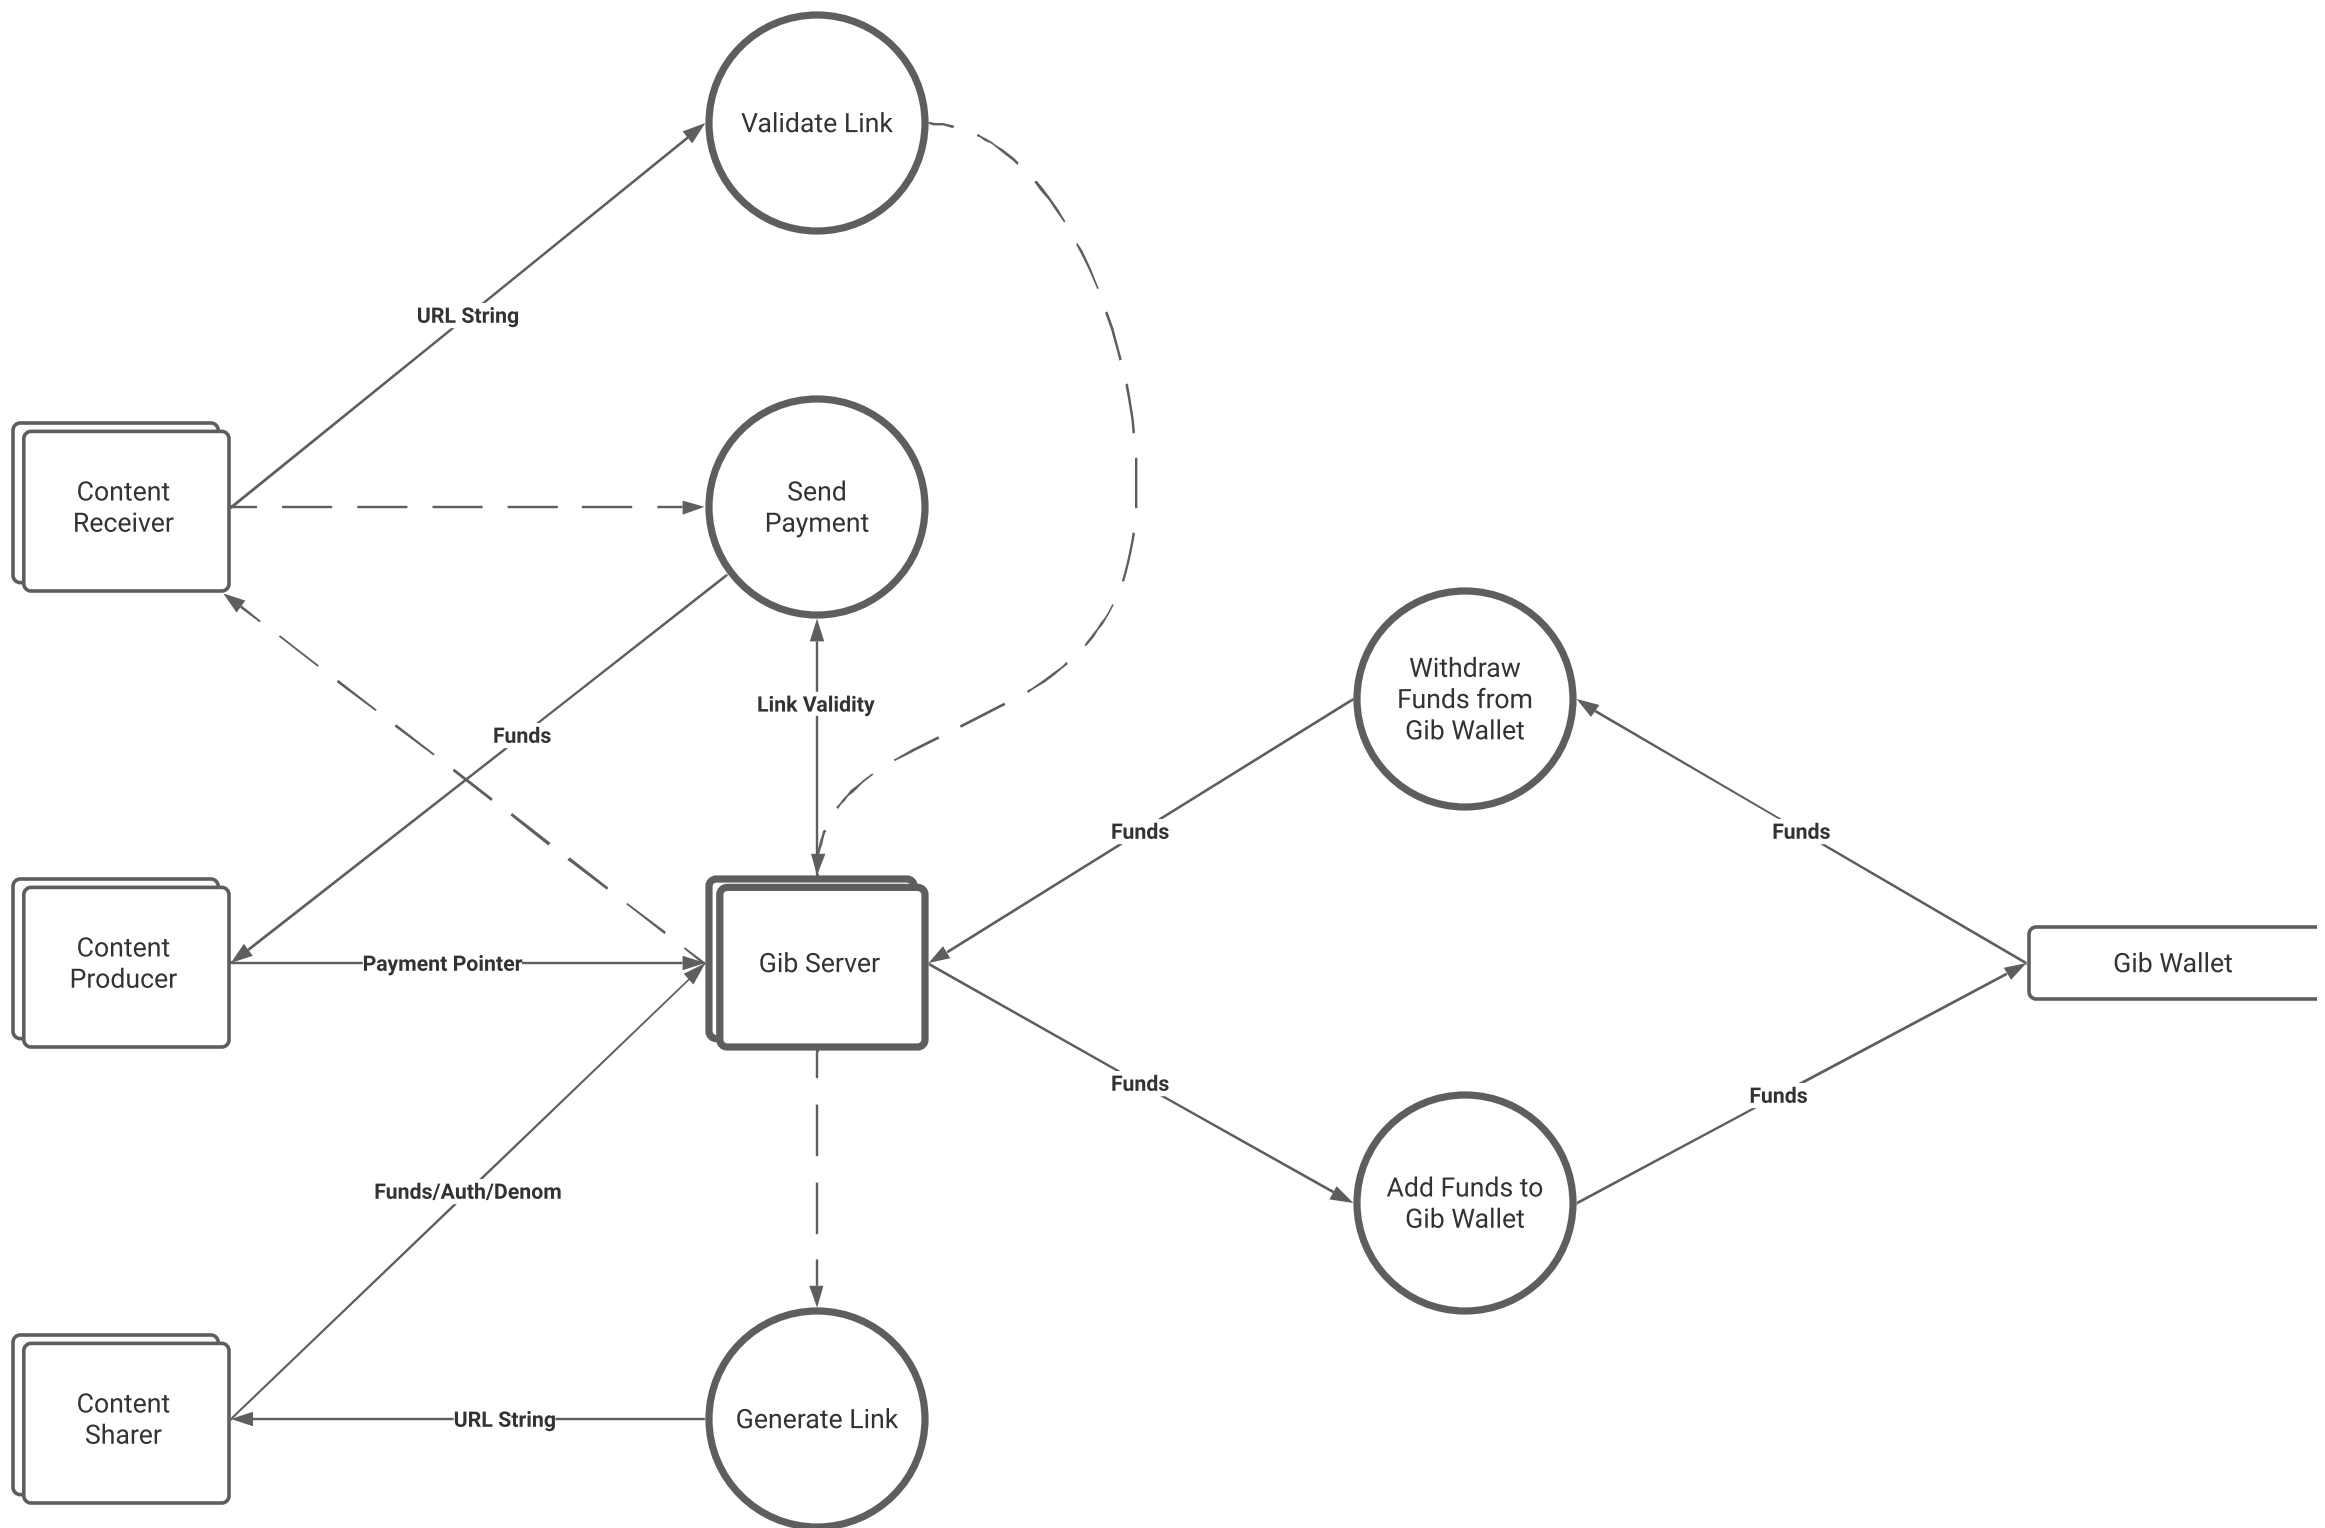 Validate Link
URL String
Content
Receiver
Send
Payment
Link Validity
Funds
Withdraw
Funds from
Gib Wallet
Funds
Funds
Content
Producer
Payment Pointer
Gib Server
Gib Wallet
Funds
Funds
Funds/Auth/Denom
Add Funds to
Gib Wallet
Content
Sharer
URL String
Generate Link